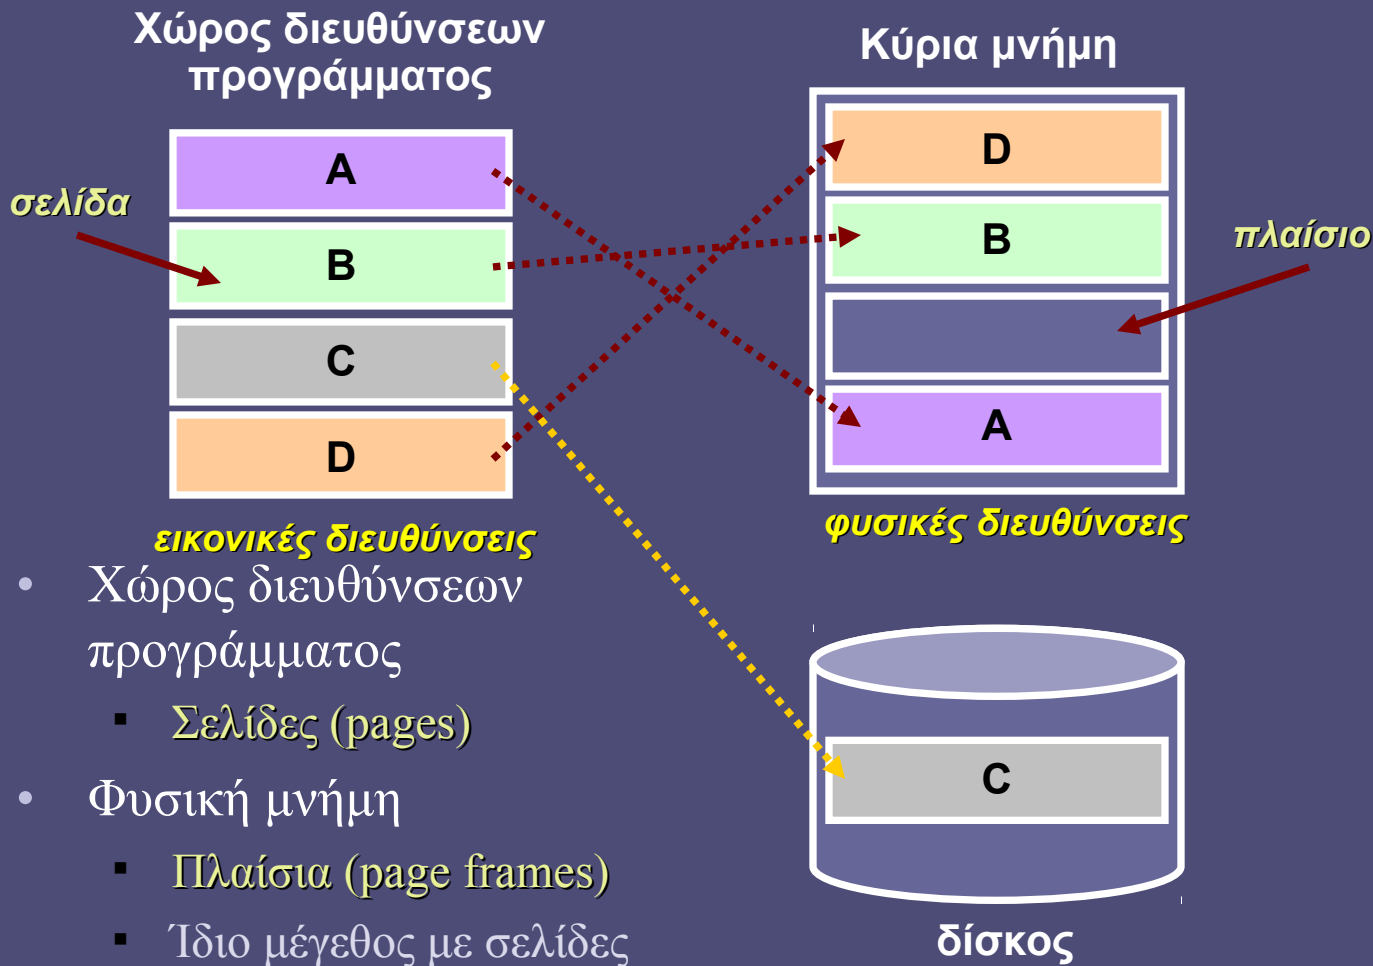 Χώρος διευθύνσεων
προγράμματος
Κύρια μνήμη
σελίδα
A
B
C
D
εικονικές διευθύνσεις
D
B
A
πλαίσιο
φυσικές διευθύνσεις
• Χώρος διευθύνσεων
προγράμματος
▪ Σελίδες (pages)
• Φυσική μνήμη
▪ Πλαίσια (page frames)
▪ Ίδιο μέγεθος με σελίδες
C
δίσκος